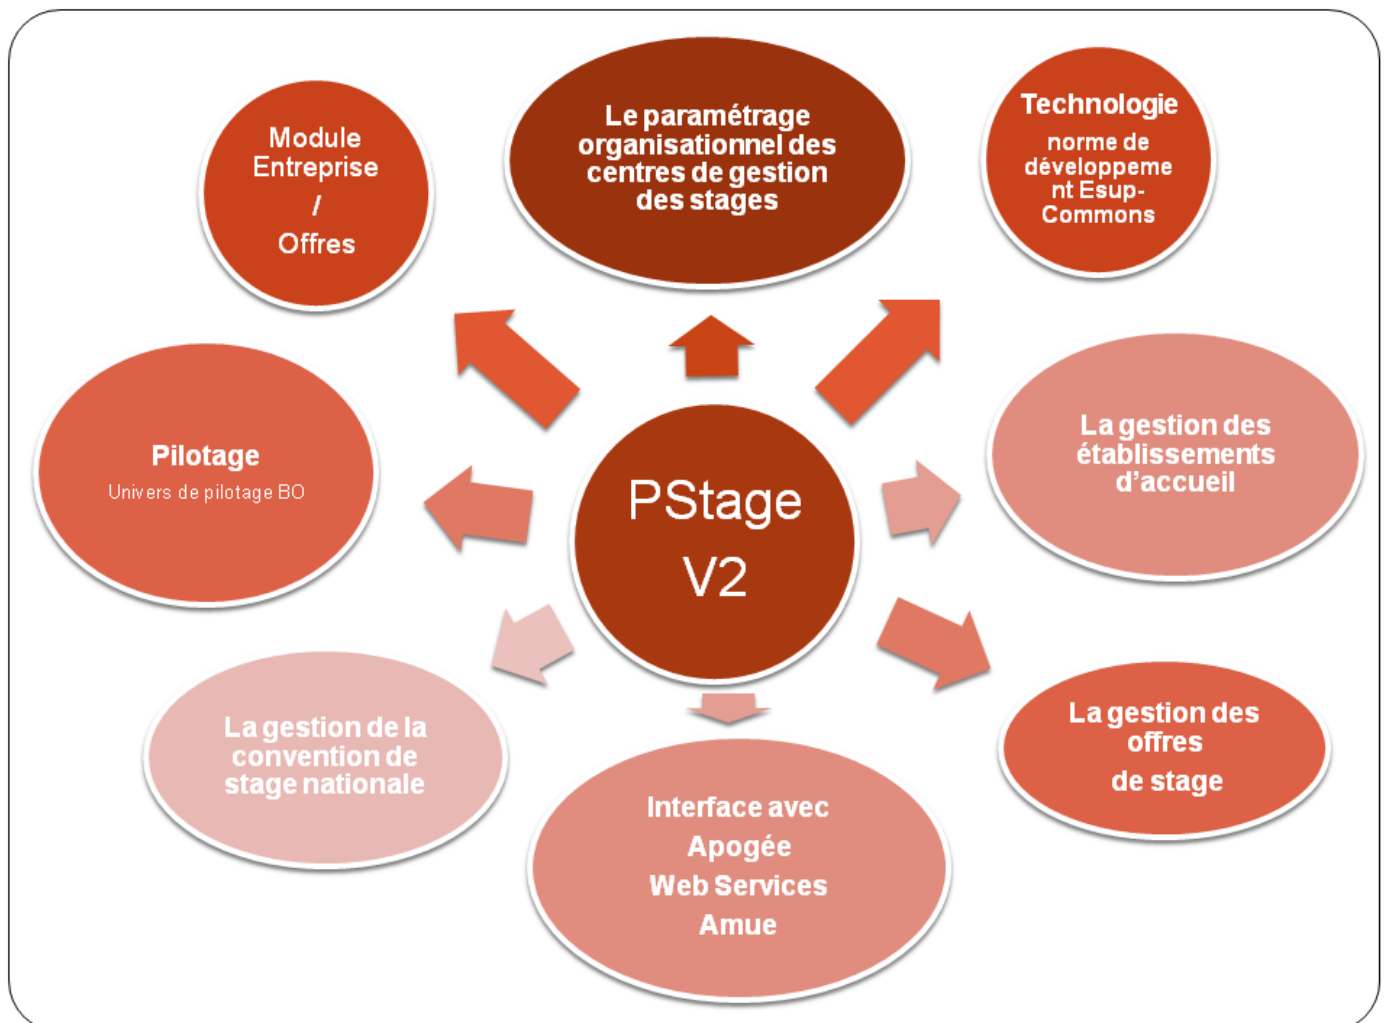 Module
Entreprise
/
Offres
Le paramétrage
organisationnel des
centres de gestion
des stages
Technologie
norme de
développeme
nt Esup-
Commons
Pilotage
Univers de pilotage BO
PStage
V2
La gestion des
établissements
d’accueil
La gestion de la
convention de
stage nationale
Interface avec
Apogée
Web Services
Amue
La gestion des
offres
de stage